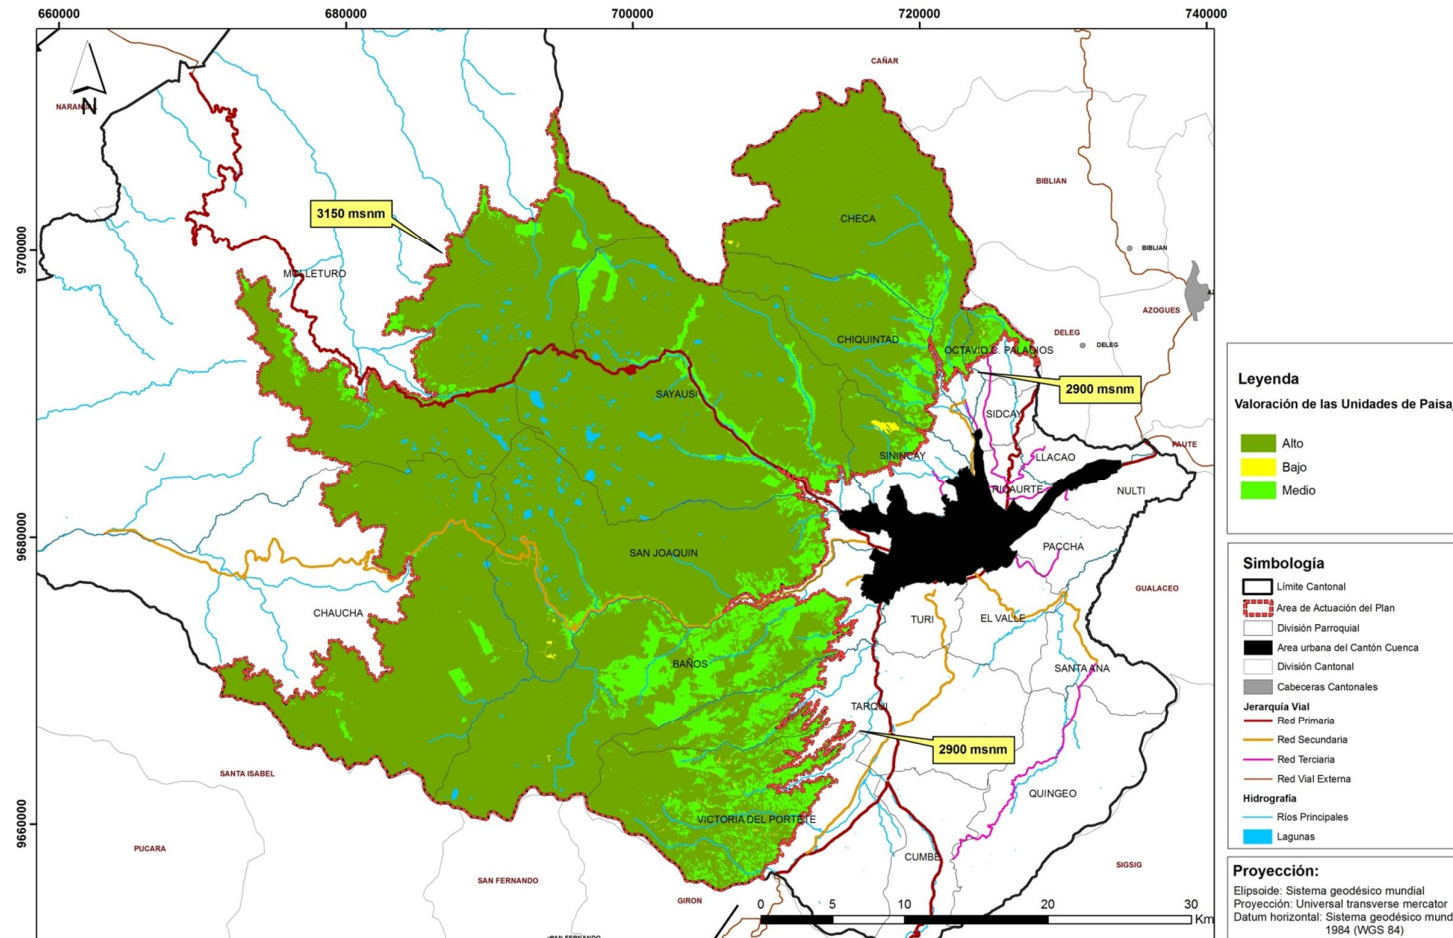 660000
680000
700000
720000
740000
9700000
9680000
9660000
N
CAÑAR
BIBLIAN
BIBLIAN
AZOGUES
DELEG
DELEG
PAUTE
GUALACEO
SIGSIG
GIRON
SAN FERNANDO
PUCARA
SANTA ISABEL
3150 msnm
2900 msnm
2900 msnm
MOLLETURO
CHECA
CHIQUINTAD
OCTAVIO C. PALACIOS
SAYAUSI
SIDCAY
SININCAY
LLACAO
RICAURTE
NULTI
PACCHA
SAN JOAQUIN
CHAUCHA
BAÑOS
TURI
EL VALLE
SANTA ANA
TARQUI
QUINGEO
VICTORIA DEL PORTETE
CUMBE
0
5
10
20
30
Km
Leyenda
Valoración de las Unidades de Paisa
Alto
Bajo
Medio
Simbología
Límite Cantonal
Area de Actuación del Plan
División Parroquial
Area urbana del Cantón Cuenca
División Cantonal
Cabeceras Cantonales
Jerarquía Vial
Red Primaria
Red Secundaria
Red Terciaria
Red Vial Externa
Hidrografía
Ríos Principales
Lagunas
Proyección:
Elipsoide: Sistema geodésico mundial
Proyección: Universal transverse mercator
Datum horizontal: Sistema geodésico mund
1984 (WGS 84)